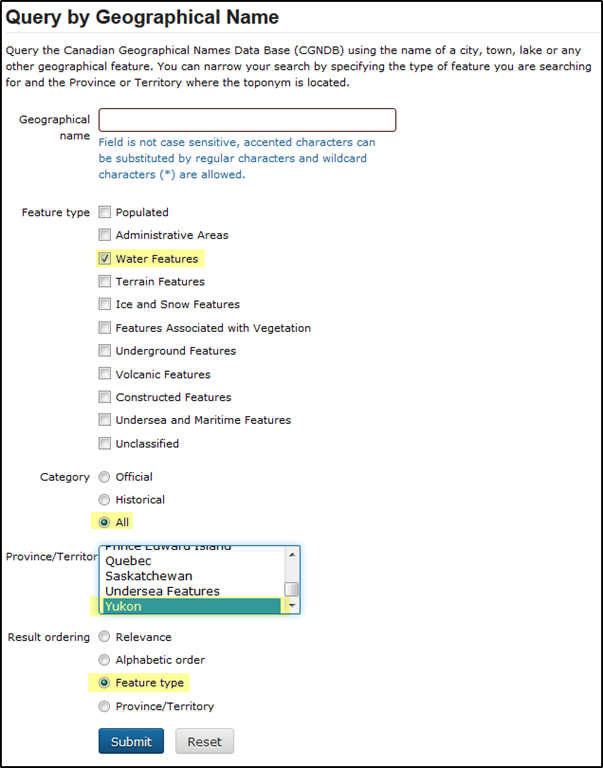 Query by Geographical Name
Query the Canadian Geographical Names Data Base (CGNDB) using the name of a city, town, lake or any
other geographical feature. You can narrow your search by specifying the type of feature you are searching
for and the Province or Territory where the toponym is located.
Geographical
name
Field is not case sensitive, accented characters can
be substituted by regular characters and wildcard
characters (*) are allowed.
Feature type
Populated
Administrative Areas
Water Features
Terrain Features
Ice and Snow Features
Features Associated with Vegetation
Underground Features
Volcanic Features
Constructed Features
Undersea and Maritime Features
Unclassified
Category
Official
Historical
All
Province/Territor
Prince Edward Island
Quebec
Saskatchewan
Undersea Features
Yukon
Result ordering
Relevance
Alphabetic order
Feature type
Province/Territory
Submit
Reset